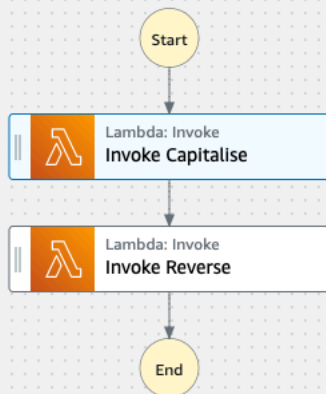 Start
Lambda: Invoke
Invoke Capitalise
Lambda: Invoke
Invoke Reverse
End